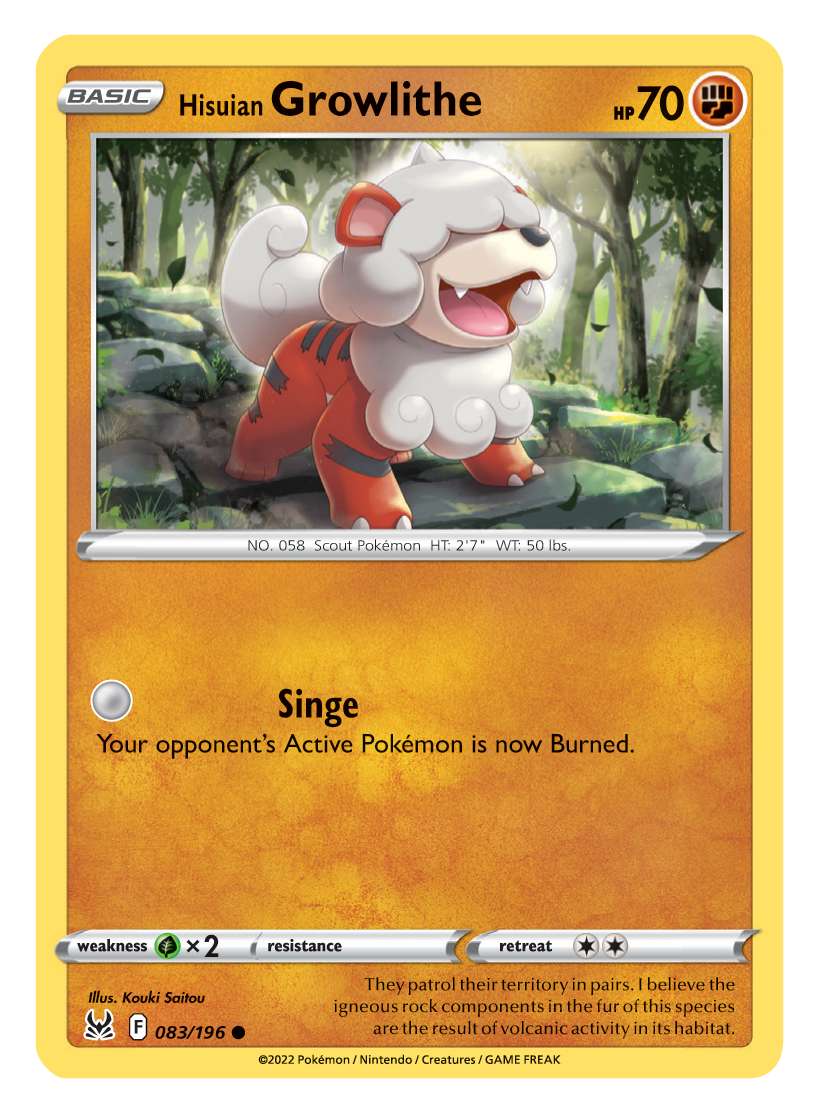 BASIC Hisuian Growlithe HP 70
NO. 058 Scout Pokémon HT: 2'7" WT: 50 lbs.
Singe
Your opponent's Active Pokémon is now Burned.
weakness ×2 resistance retreat
Illus. Kouki Saitou
They patrol their territory in pairs. I believe the
igneous rock components in the fur of this species
are the result of volcanic activity in its habitat.
F 083/196
©2022 Pokémon / Nintendo / Creatures / GAME FREAK